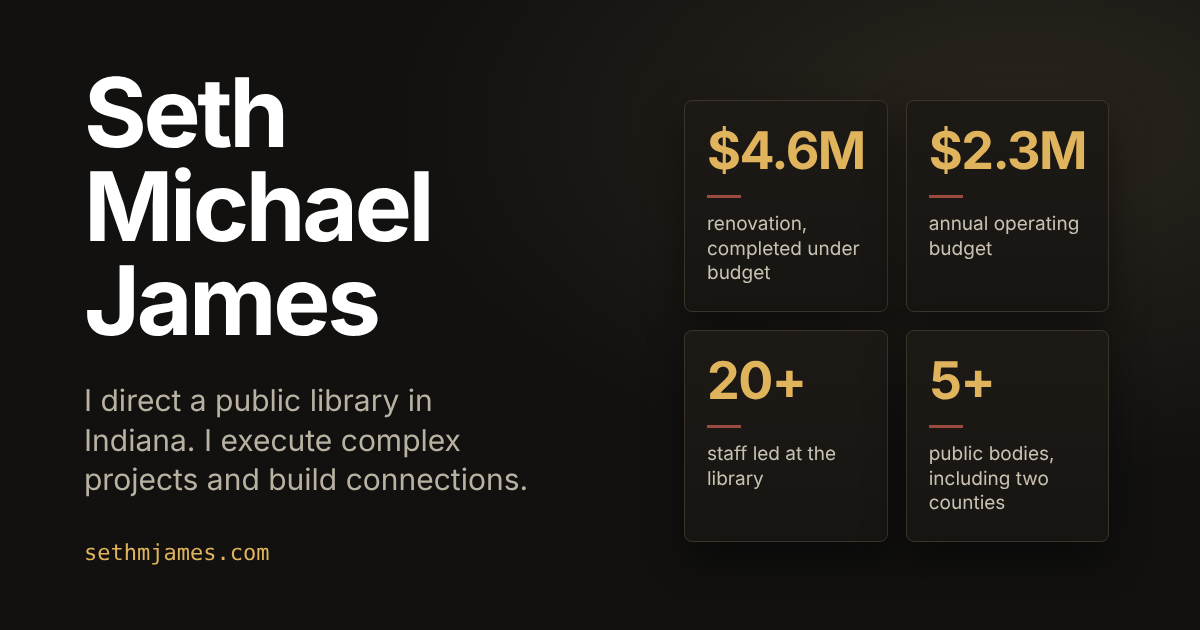 Seth
Michael
James
I direct a public library in
Indiana. I execute complex
projects and build connections.
sethmjames.com
$4.6M
renovation,
completed under
budget
$2.3M
annual operating
budget
20+
staff led at the
library
5+
public bodies,
including two
counties